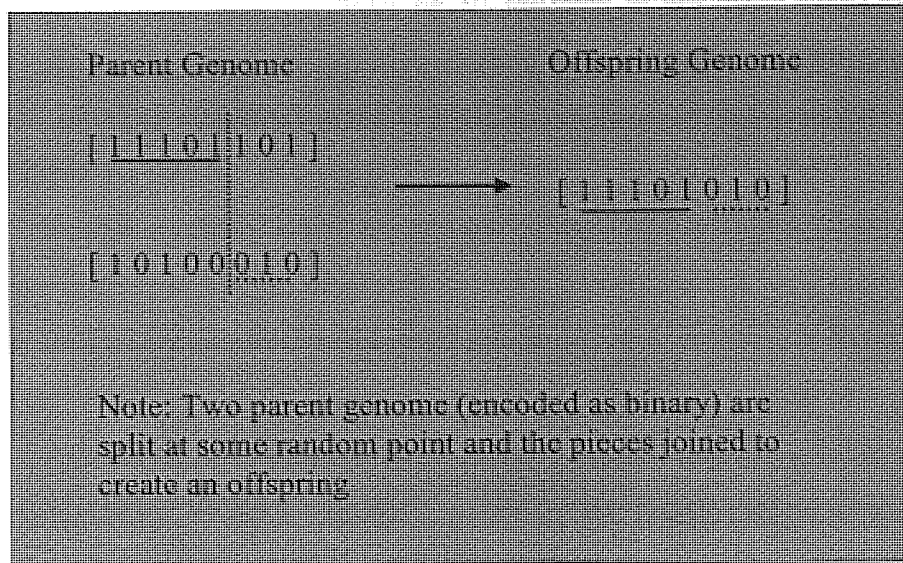 Parent Genome
Offspring Genome
[ 1 1 1 0 1 1 0 1 ]
[ 1 1 1 0 1 0 1 0 ]
[ 1 0 1 0 0 0 1 0 ]
Note: Two parent genome (encoded as binary) are
split at some random point and the pieces joined to
create an offspring